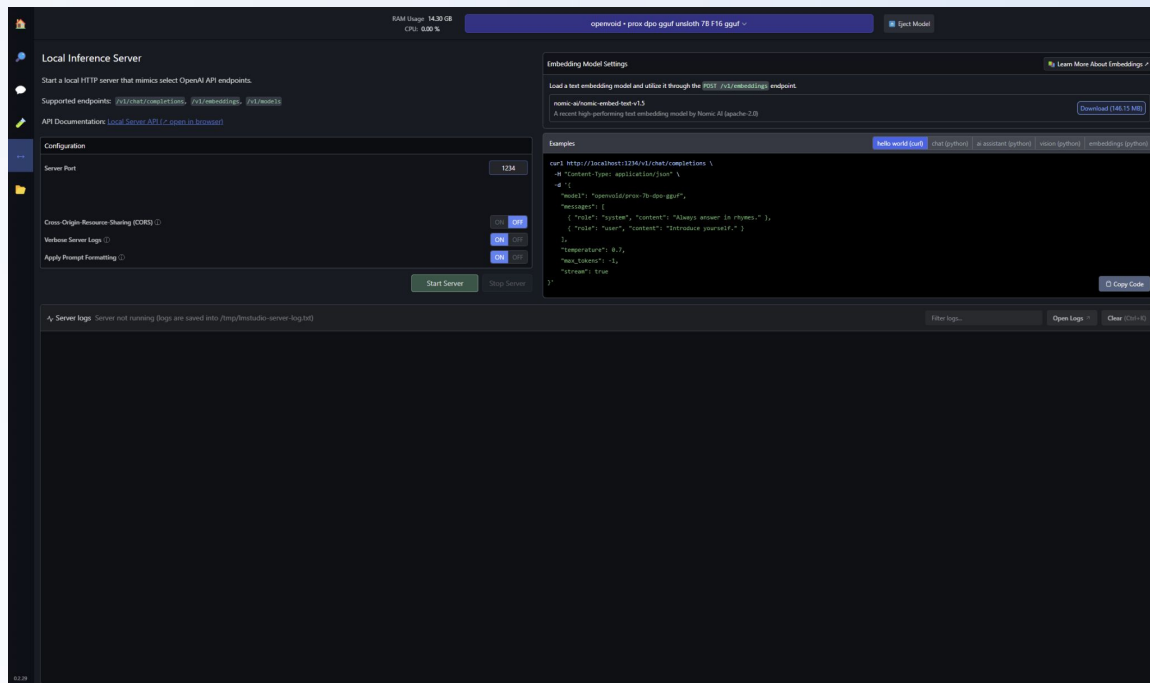 RAM Usage 14.30 GB
CPU: 0.00 %
openvoid • prox dpo gguf unsloth 7B F16 gguf
Eject Model
Local Inference Server
Start a local HTTP server that mimics select OpenAI API endpoints.
Supported endpoints: /v1/chat/completions, /v1/embeddings, /v1/models
API Documentation: Local Server API (↗ open in browser)
Configuration
Server Port
1234
Cross-Origin-Resource-Sharing (CORS)
ON OFF
Verbose Server Logs
ON OFF
Apply Prompt Formatting
ON OFF
Start Server
Stop Server
Embedding Model Settings
Learn More About Embeddings ↗
Load a text embedding model and utilize it through the POST /v1/embeddings endpoint.
nomic-ai/nomic-embed-text-v1.5
A recent high-performing text embedding model by Nomic AI (apache-2.0)
Download (146.15 MB)
Examples
hello world (curl)
chat (python)
ai assistant (python)
vision (python)
embeddings (python)
curl http://localhost:1234/v1/chat/completions \
-H "Content-Type: application/json" \
-d '{
"model": "openvoid/prox-7b-dpo-gguf",
"messages": [
{ "role": "system", "content": "Always answer in rhymes." },
{ "role": "user", "content": "Introduce yourself." }
],
"temperature": 0.7,
"max_tokens": -1,
"stream": true
}'
Copy Code
Server logs Server not running (logs are saved into /tmp/lmstudio-server-log.txt)
Filter logs...
Open Logs ^
Clear (Ctrl+K)
0.2.29